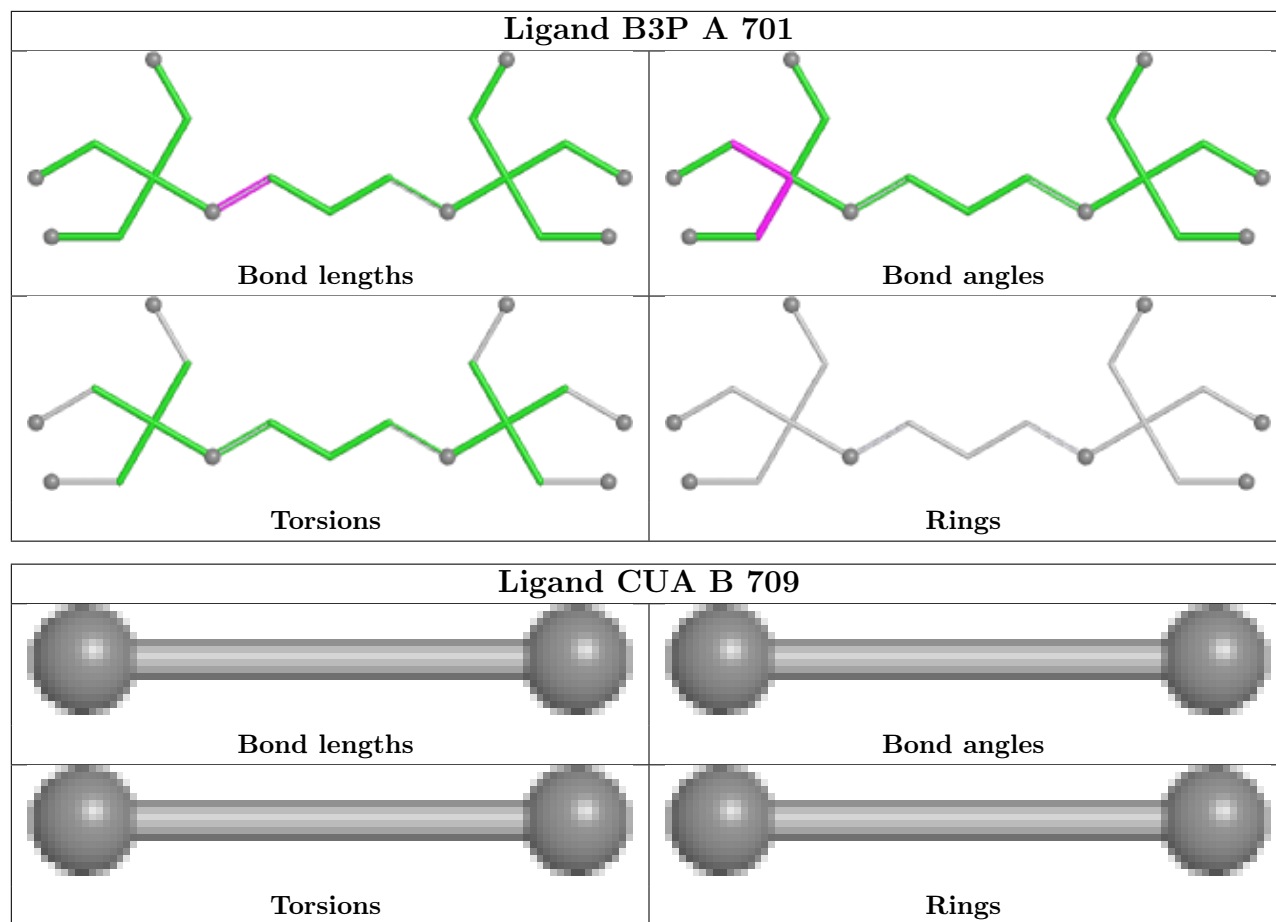 Ligand B3P A 701
Bond lengths
Bond angles
Torsions
Rings
Ligand CUA B 709
Bond lengths
Bond angles
Torsions
Rings